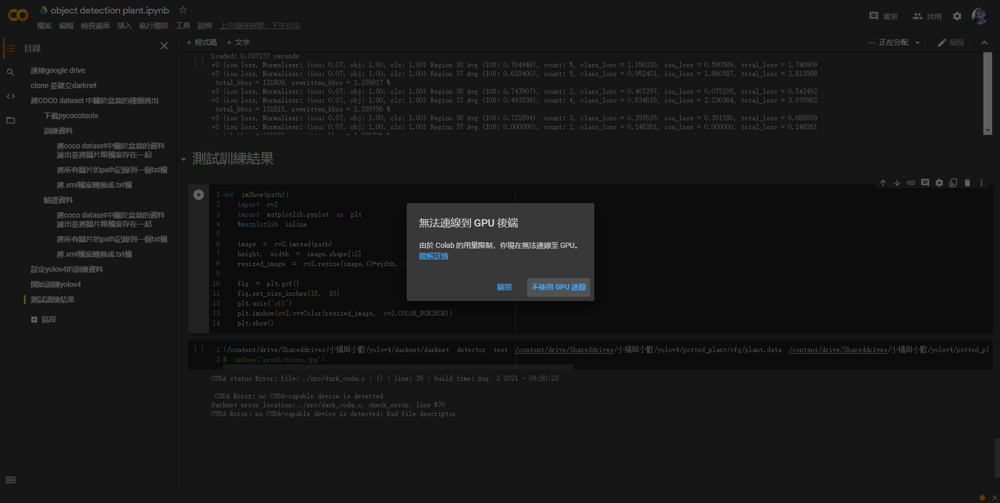 object detection plant.ipynb
檔案 編輯 檢視畫面 插入 執行階段 工具 說明 上次儲存時間：下午6:00
留言 共用
目錄
連接google drive
clone 並建立darknet
將COCO dataset 中關於盆栽的種類挑出
下載pycocotools
訓練資料
將coco dataset中關於盆栽的資料
濾出並將圖片跟檔案存在一起
將所有圖片的path記錄到一個txt檔
將.xml檔案轉換成.txt檔
驗證資料
將coco dataset中關於盆栽的資料
濾出並將圖片跟檔案存在一起
將所有圖片的path記錄到一個txt檔
將.xml檔案轉換成.txt檔
設定yolov4的訓練資料
開始訓練yolov4
測試訓練結果
區段
+ 程式碼 + 文字
正在分配 編輯
[ ]
Loaded: 0.027137 seconds
v3 (iou loss, Normalizer: (iou: 0.07, obj: 1.00, cls: 1.00) Region 30 Avg (IOU: 0.704948), count: 5, class_loss = 1.156320, iou_loss = 0.590589, total_loss = 1.746909
v3 (iou loss, Normalizer: (iou: 0.07, obj: 1.00, cls: 1.00) Region 37 Avg (IOU: 0.633400), count: 5, class_loss = 0.952401, iou_loss = 1.860587, total_loss = 2.812988
total_bbox = 131809, rewritten_bbox = 1.339817 %
v3 (iou loss, Normalizer: (iou: 0.07, obj: 1.00, cls: 1.00) Region 30 Avg (IOU: 0.743907), count: 2, class_loss = 0.467297, iou_loss = 0.075195, total_loss = 0.542492
v3 (iou loss, Normalizer: (iou: 0.07, obj: 1.00, cls: 1.00) Region 37 Avg (IOU: 0.497839), count: 4, class_loss = 0.834619, iou_loss = 2.236364, total_loss = 3.070982
total_bbox = 131815, rewritten_bbox = 1.339756 %
v3 (iou loss, Normalizer: (iou: 0.07, obj: 1.00, cls: 1.00) Region 30 Avg (IOU: 0.721894), count: 3, class_loss = 0.297629, iou_loss = 0.391180, total_loss = 0.688809
v3 (iou loss, Normalizer: (iou: 0.07, obj: 1.00, cls: 1.00) Region 37 Avg (IOU: 0.000000), count: 1, class_loss = 0.148261, iou_loss = 0.000000, total_loss = 0.148261
測試訓練結果
1 def imShow(path):
2 import cv2
3 import matplotlib.pyplot as plt
4 %matplotlib inline
5
6 image = cv2.imread(path)
7 height, width = image.shape[:2]
8 resized_image = cv2.resize(image,(3*width,
9
10 fig = plt.gcf()
11 fig.set_size_inches(18, 10)
12 plt.axis("off")
13 plt.imshow(cv2.cvtColor(resized_image, cv2.COLOR_BGR2RGB))
14 plt.show()
無法連線到 GPU 後端
由於 Colab 的用量限制，你現在無法連線至 GPU。
瞭解詳情
關閉 不使用 GPU 連線
[ ]
1 !/content/drive/Shareddrives/小橘與小歡/yolov4/darknet/darknet detector test /content/drive/Shareddrives/小橘與小歡/yolov4/potted_plant/cfg/plant.data /content/drive/Shareddrives/小橘與小歡/yolov4/potted_pl
2 # imShow('predictions.jpg')
CUDA status Error: file: ./src/dark_cuda.c : () : line: 39 : build time: Aug 2 2021 - 09:50:23
CUDA Error: no CUDA-capable device is detected
Darknet error location: ./src/dark_cuda.c, check_error, line #70
CUDA Error: no CUDA-capable device is detected: Bad file descriptor